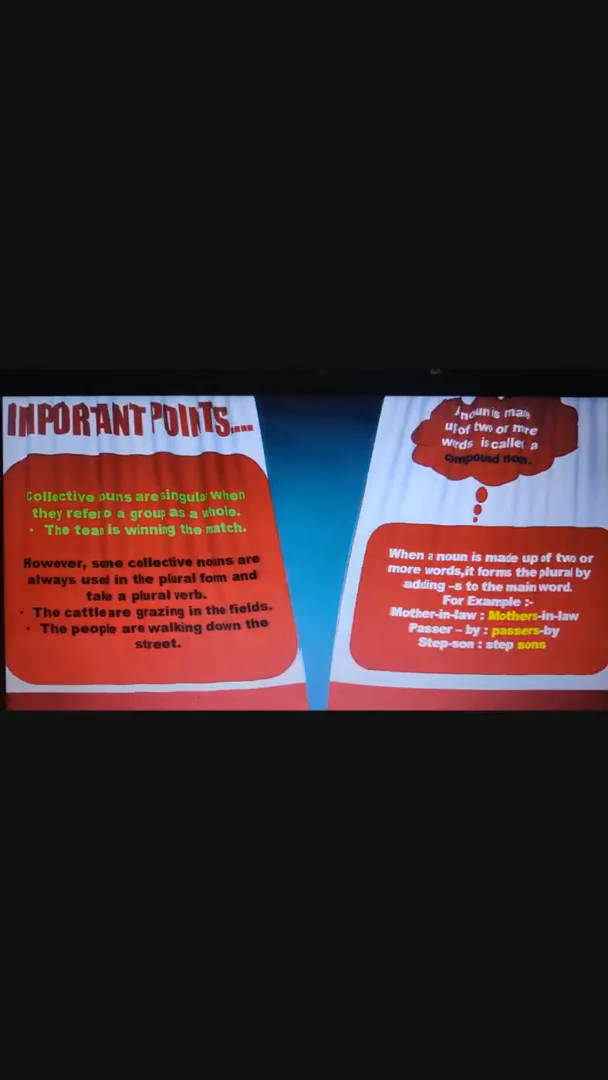 IMPORTANT POINTS....
Collective nouns are singular when
they refer to a group as a whole.
• The team is winning the match.
However, some collective nouns are
always used in the plural form and
take a plural verb.
• The cattle are grazing in the fields.
• The people are walking down the
street.
A noun is made
up of two or more
words is called a
compound noun.
When a noun is made up of two or
more words,it forms the plural by
adding –s to the main word.
For Example :-
Mother-in-law : Mothers-in-law
Passer – by : passers-by
Step-son : step sons